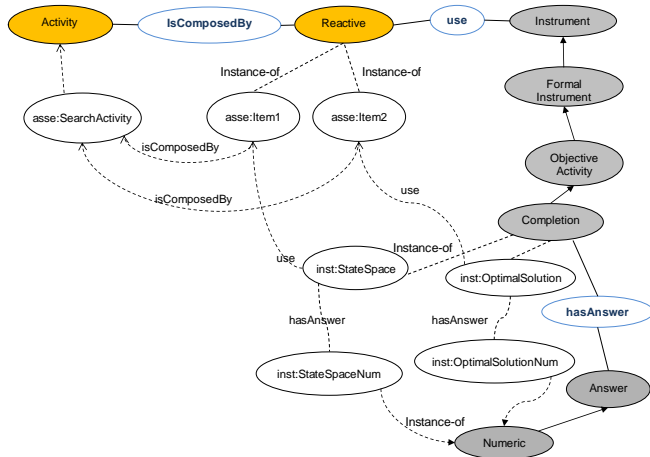 Activity
IsComposedBy
Reactive
use
Instrument
Instance-of
Instance-of
Formal
Instrument
asse:SearchActivity
asse:Item1
asse:Item2
isComposedBy
Objective
Activity
isComposedBy
use
Completion
Instance-of
use
inst:StateSpace
inst:OptimalSolution
hasAnswer
hasAnswer
hasAnswer
inst:StateSpaceNum
inst:OptimalSolutionNum
Answer
Instance-of
Numeric